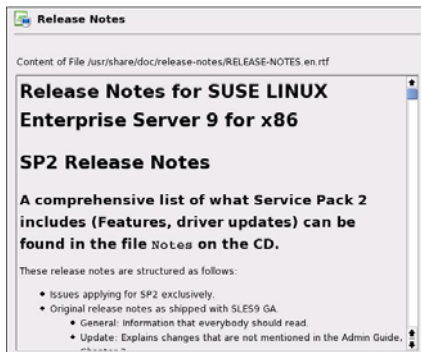 Release Notes
Content of File /usr/share/doc/release-notes/RELEASE-NOTES.en.rtf
Release Notes for SUSE LINUX
Enterprise Server 9 for x86
SP2 Release Notes
A comprehensive list of what Service Pack 2
includes (Features, driver updates) can be
found in the file Notes on the CD.
These release notes are structured as follows:
Issues applying for SP2 exclusively.
Original release notes as shipped with SLES9 GA.
General: Information that everybody should read.
Update: Explains changes that are not mentioned in the Admin Guide,